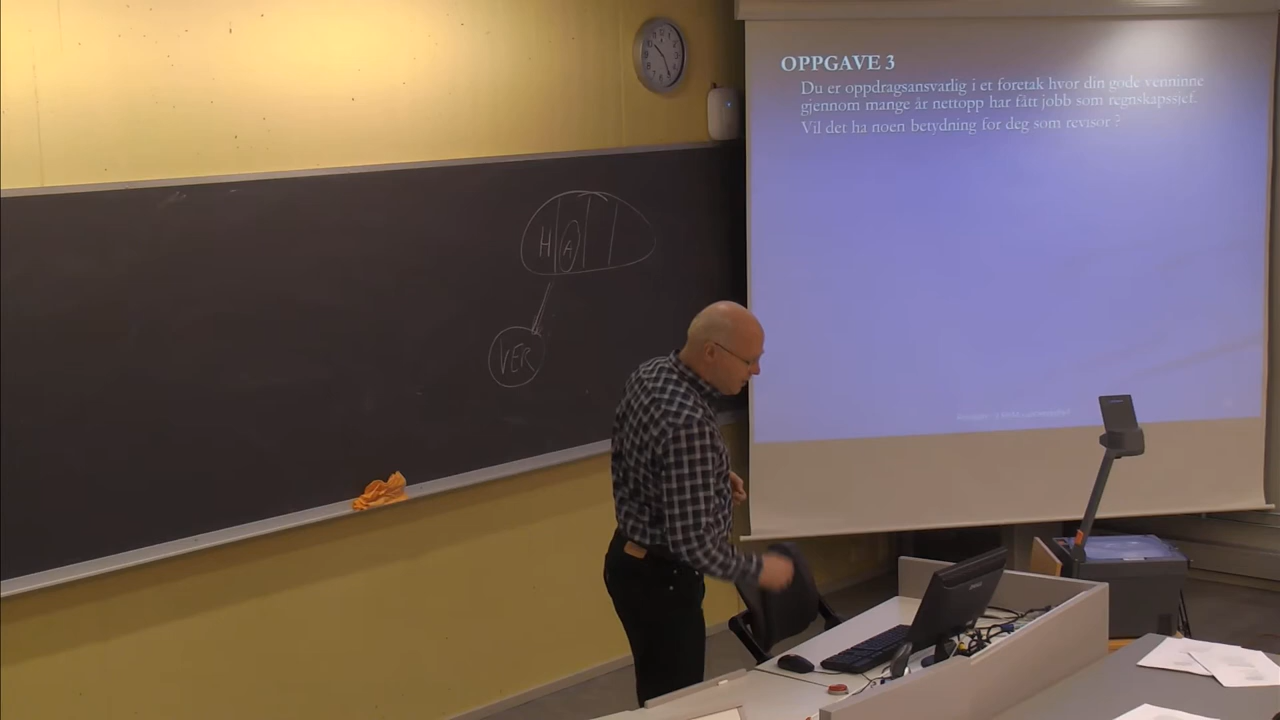 OPPGAVE 3
Du er oppdragsansvarlig i et foretak hvor din gode venninne
gjennom mange år nettopp har fått jobb som regnskapssjef.
Vil det ha noen betydning for deg som revisor ?
H A
VER